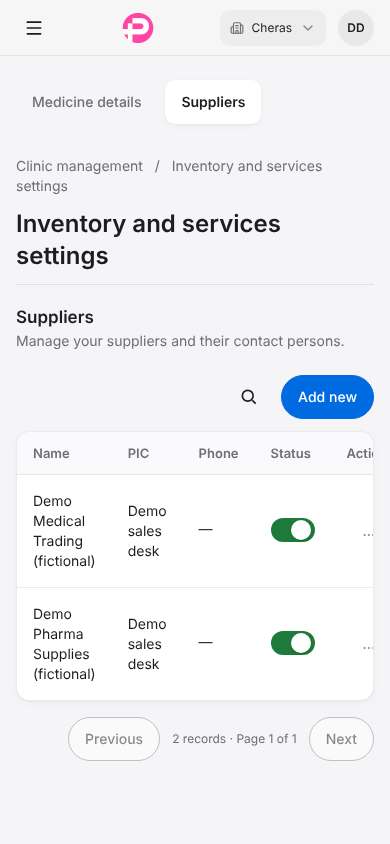 Cheras
DD
Medicine details
Suppliers
Clinic management / Inventory and services
settings
Inventory and services
settings
Suppliers
Manage your suppliers and their contact persons.
Add new
Name PIC Phone Status Actio
Demo
Medical
Trading
(fictional)
Demo
sales
desk
—
...
Demo
Pharma
Supplies
(fictional)
Demo
sales
desk
—
...
Previous
2 records · Page 1 of 1
Next